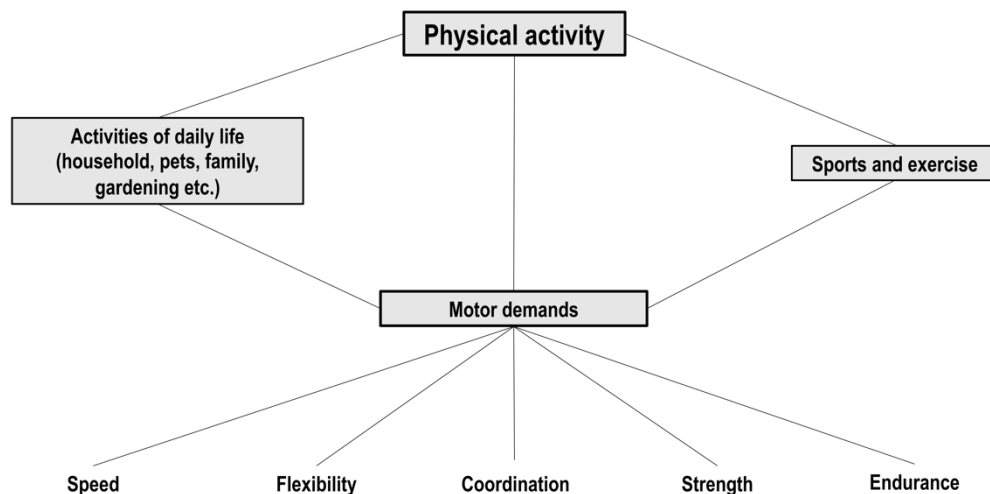 Physical activity
Activities of daily life
(household, pets, family,
gardening etc.)
Sports and exercise
Motor demands
Speed
Flexibility
Coordination
Strength
Endurance